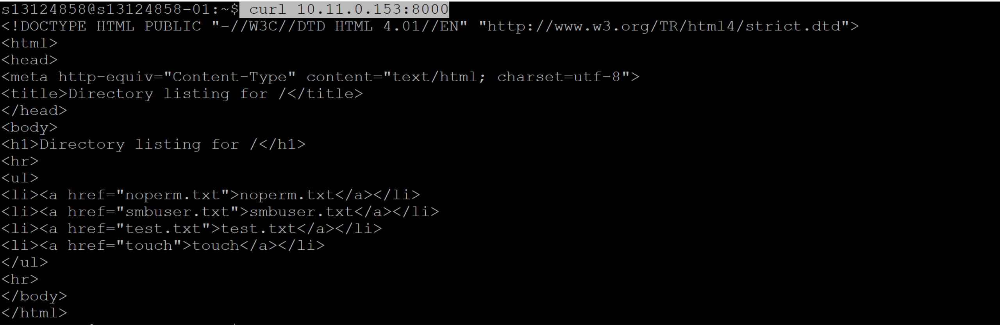 s13124858@s13124858-01:~$ curl 10.11.0.153:8000
<!DOCTYPE HTML PUBLIC "-//W3C//DTD HTML 4.01//EN" "http://www.w3.org/TR/html4/strict.dtd">
<html>
<head>
<meta http-equiv="Content-Type" content="text/html; charset=utf-8">
<title>Directory listing for /</title>
</head>
<body>
<h1>Directory listing for /</h1>
<hr>
<ul>
<li><a href="noperm.txt">noperm.txt</a></li>
<li><a href="smbuser.txt">smbuser.txt</a></li>
<li><a href="test.txt">test.txt</a></li>
<li><a href="touch">touch</a></li>
</ul>
<hr>
</body>
</html>